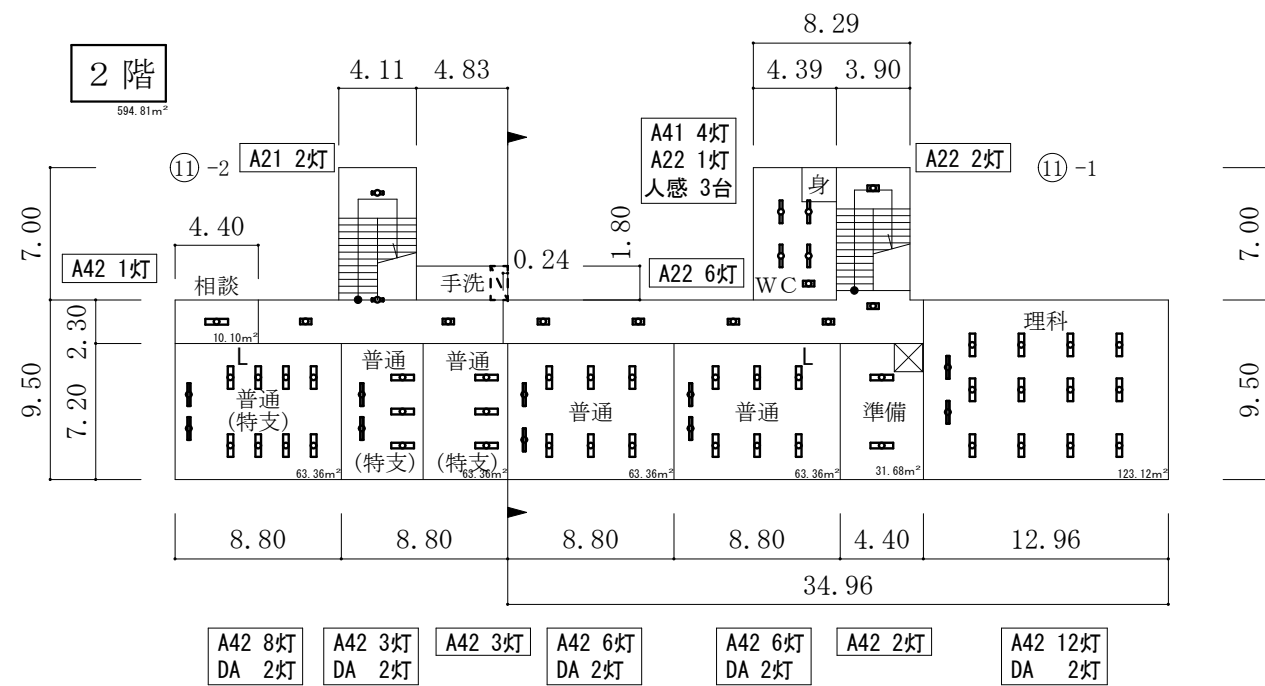 2 階
594.81m²
8.29
4.11 4.83
4.39 3.90
A41 4灯
A22 1灯
人感 3台
⑪ -2
A21 2灯
A22 2灯
⑪ -1
身
7.00
4.40
1.80
7.00
A42 1灯
相談
手洗
0.24
A22 6灯
WC
10.10m²
理科
2.30
9.50
7.20
9.50
L
普通
(特支)
63.36m²
普通
(特支)
普通
(特支)
63.36m²
普通
63.36m²
L
普通
63.36m²
準備
31.68m²
123.12m²
8.80 8.80 8.80 8.80 4.40 12.96
34.96
A42 8灯
DA 2灯
A42 3灯
DA 2灯
A42 3灯
A42 6灯
DA 2灯
A42 6灯
DA 2灯
A42 2灯
A42 12灯
DA 2灯